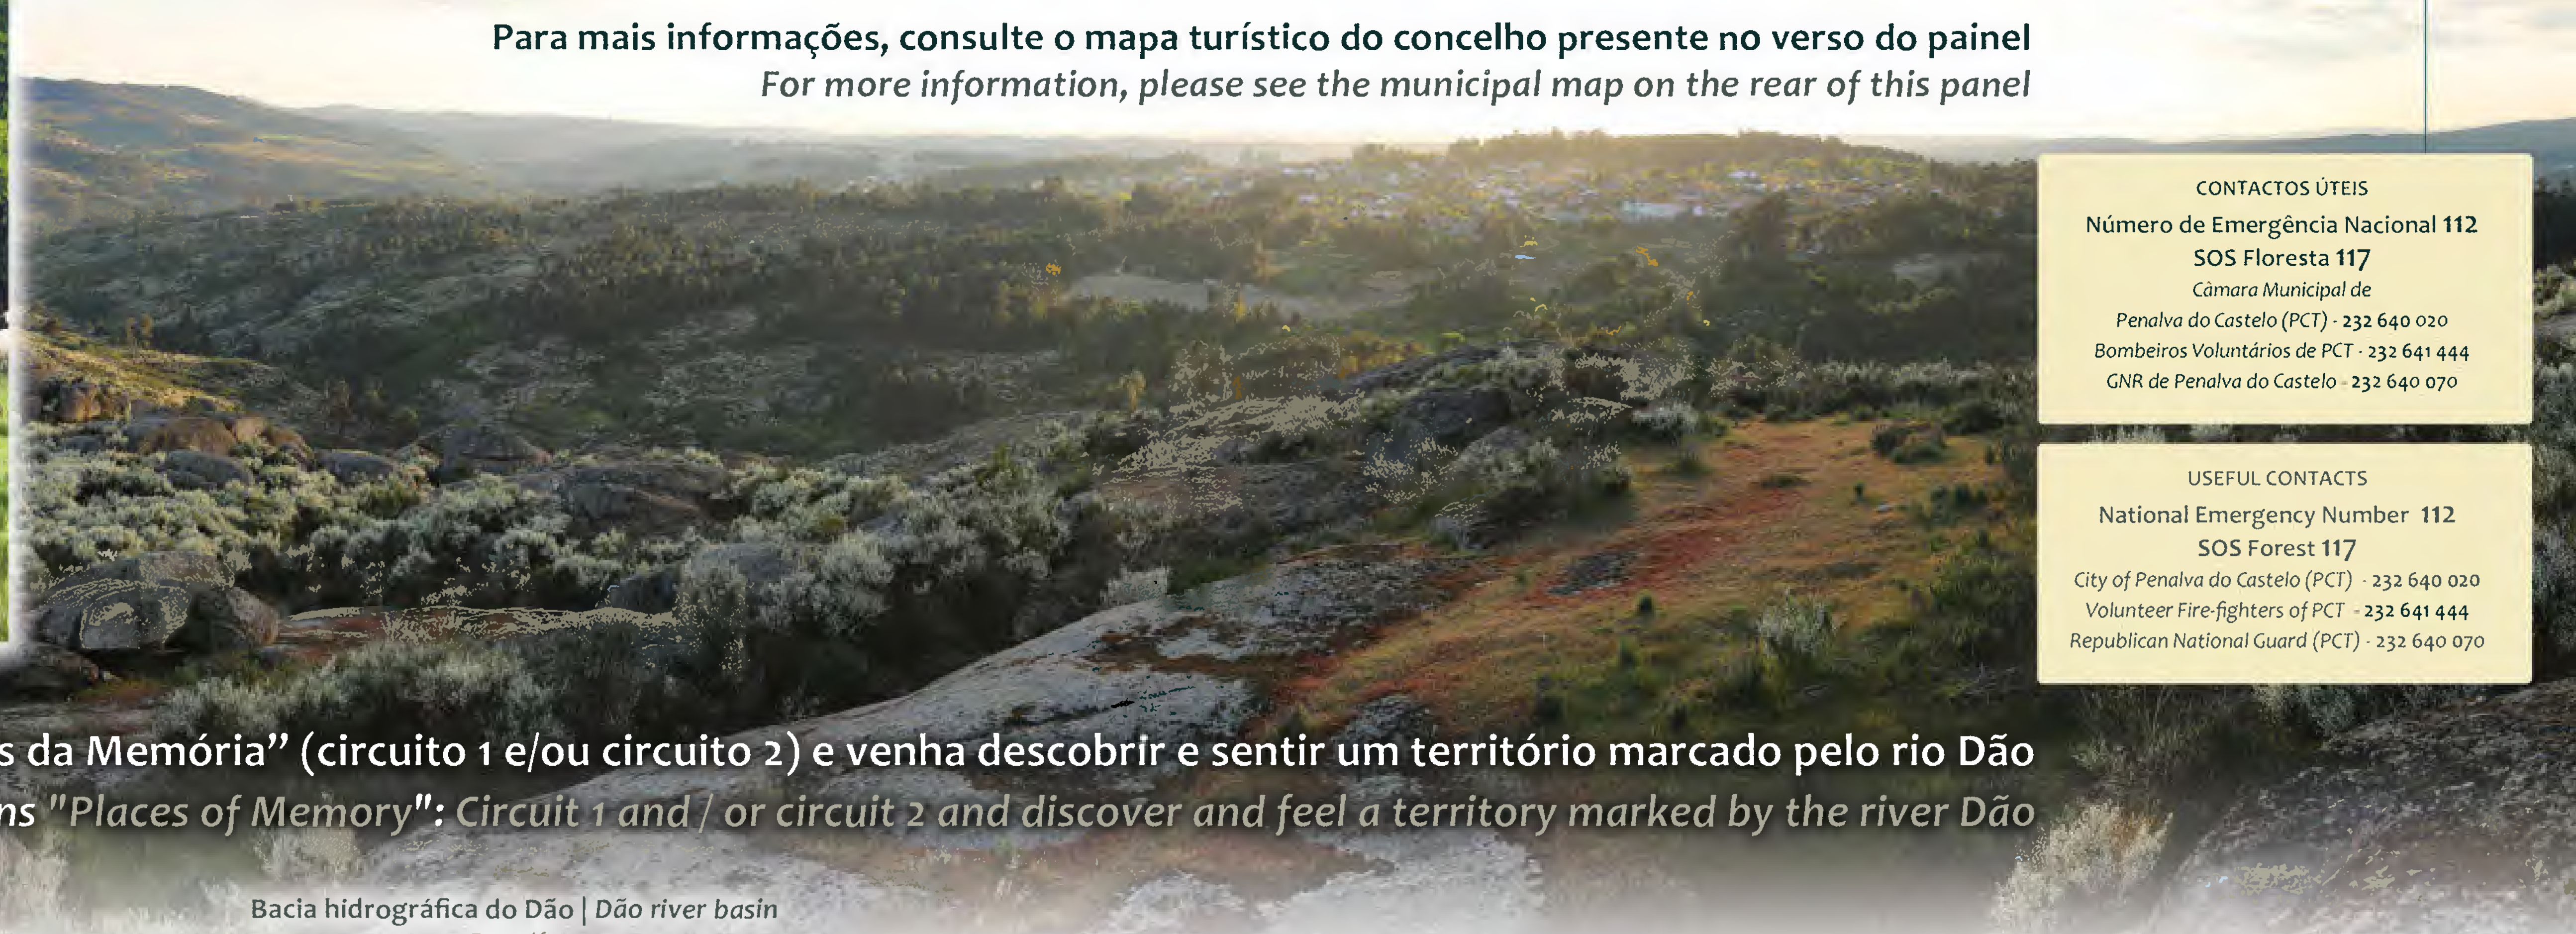 Para mais informações, consulte o mapa turístico do concelho presente no verso do painel
For more information, please see the municipal map on the rear of this panel
CONTACTOS ÚTEIS
Número de Emergência Nacional 112
SOS Floresta 117
Câmara Municipal de
Penalva do Castelo (PCT) - 232 640 020
Bombeiros Voluntários de PCT - 232 641 444
GNR de Penalva do Castelo - 232 640 070
USEFUL CONTACTS
National Emergency Number 112
SOS Forest 117
City of Penalva do Castelo (PCT) - 232 640 020
Volunteer Fire-fighters of PCT - 232 641 444
Republican National Guard (PCT) - 232 640 070
s da Memória” (circuito 1 e/ou circuito 2) e venha descobrir e sentir um território marcado pelo rio Dão
ns "Places of Memory": Circuit 1 and / or circuit 2 and discover and feel a territory marked by the river Dão
Bacia hidrográfica do Dão | Dão river basin